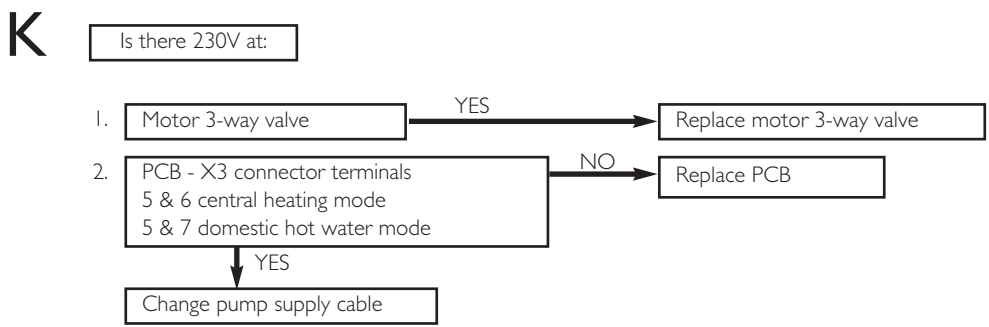 K
Is there 230V at:
1. Motor 3-way valve
YES
Replace motor 3-way valve
2. PCB - X3 connector terminals
5 & 6 central heating mode
5 & 7 domestic hot water mode
NO
Replace PCB
YES
Change pump supply cable